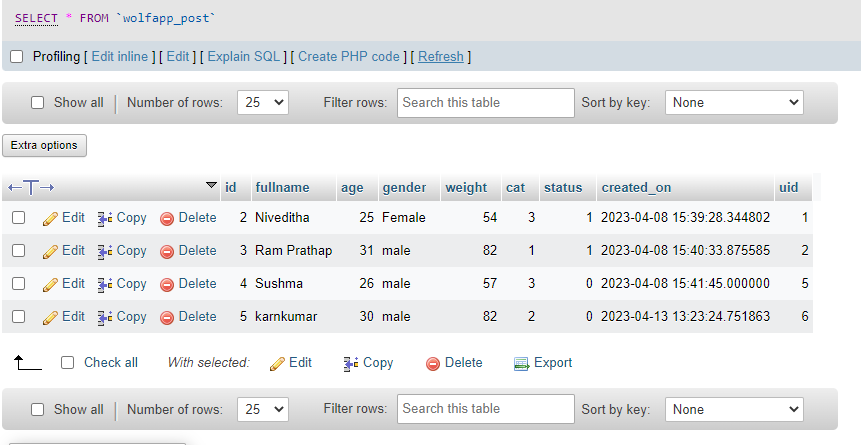 SELECT * FROM `wolfapp_post`
Profiling [ Edit inline ] [ Edit ] [ Explain SQL ] [ Create PHP code ] [ Refresh ]
Show all Number of rows: 25 Filter rows: Search this table Sort by key: None
Extra options
id fullname age gender weight cat status created_on uid
Edit Copy Delete 2 Niveditha 25 Female 54 3 1 2023-04-08 15:39:28.344802 1
Edit Copy Delete 3 Ram Prathap 31 male 82 1 1 2023-04-08 15:40:33.875585 2
Edit Copy Delete 4 Sushma 26 male 57 3 0 2023-04-08 15:41:45.000000 5
Edit Copy Delete 5 karnkumar 30 male 82 2 0 2023-04-13 13:23:24.751863 6
Check all With selected: Edit Copy Delete Export
Show all Number of rows: 25 Filter rows: Search this table Sort by key: None